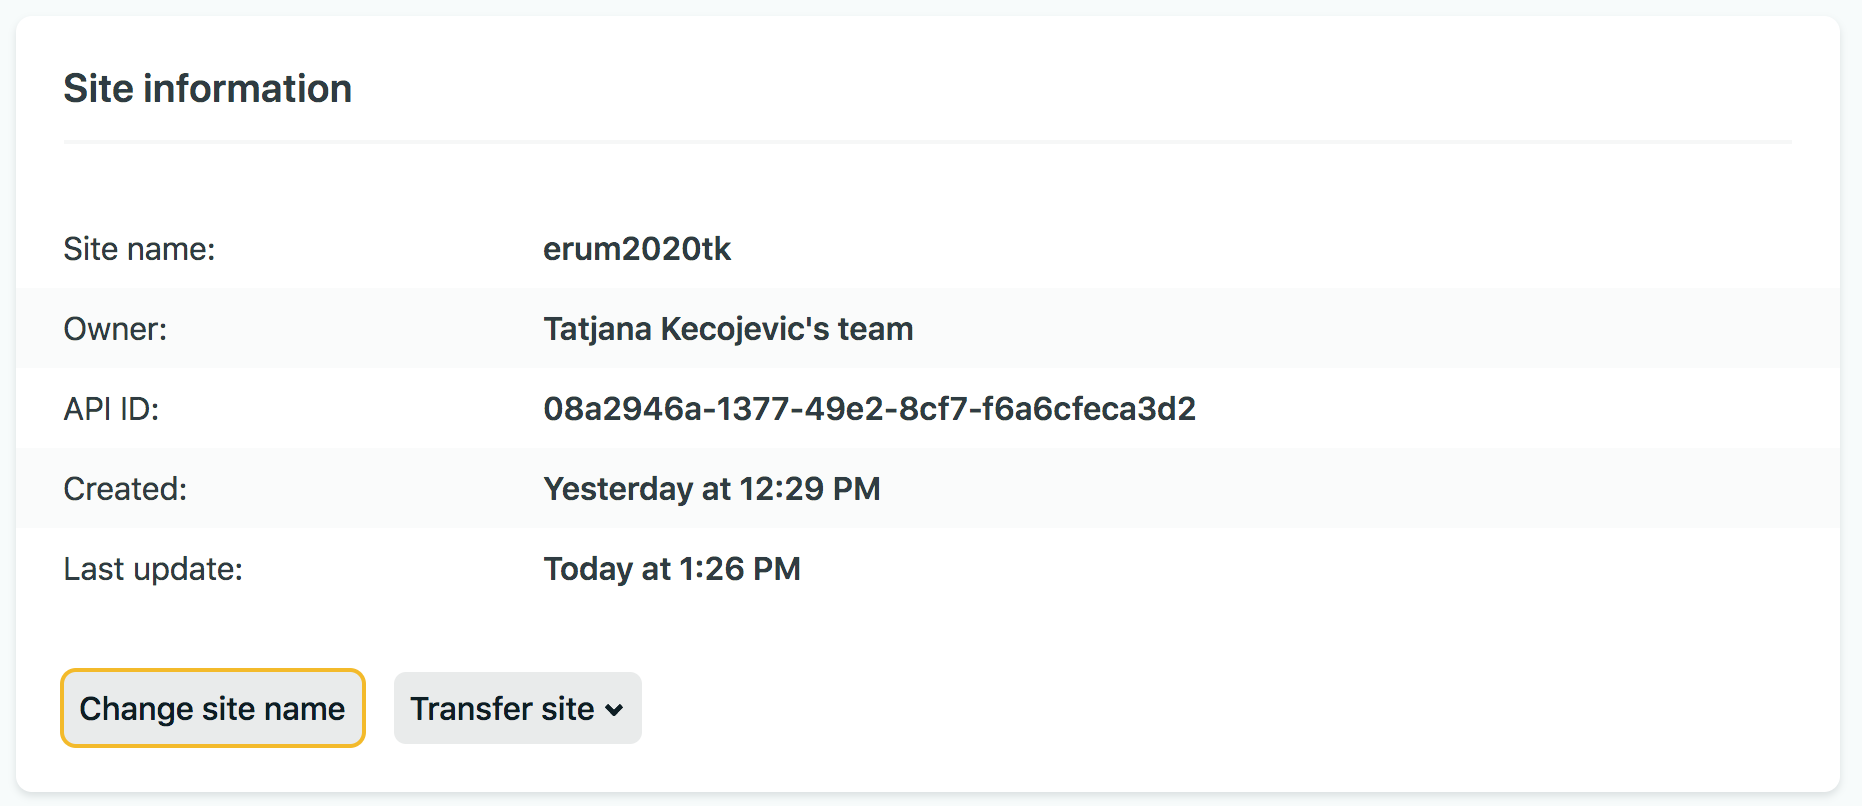 Site information
Site name: erum2020tk
Owner: Tatjana Kecojevic's team
API ID: 08a2946a-1377-49e2-8cf7-f6a6cfeca3d2
Created: Yesterday at 12:29 PM
Last update: Today at 1:26 PM
Change site name Transfer site